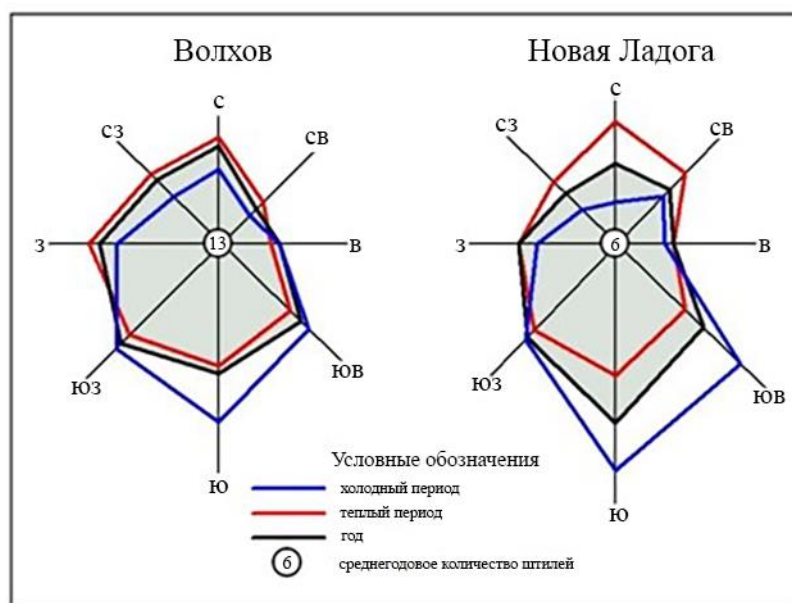 Волхов
С
СЗ
СВ
З
13
В
ЮЗ
ЮВ
Ю
Новая Ладога
С
СЗ
СВ
З
6
В
ЮЗ
ЮВ
Ю
Условные обозначения
холодный период
теплый период
год
6 среднегодовое количество штилей